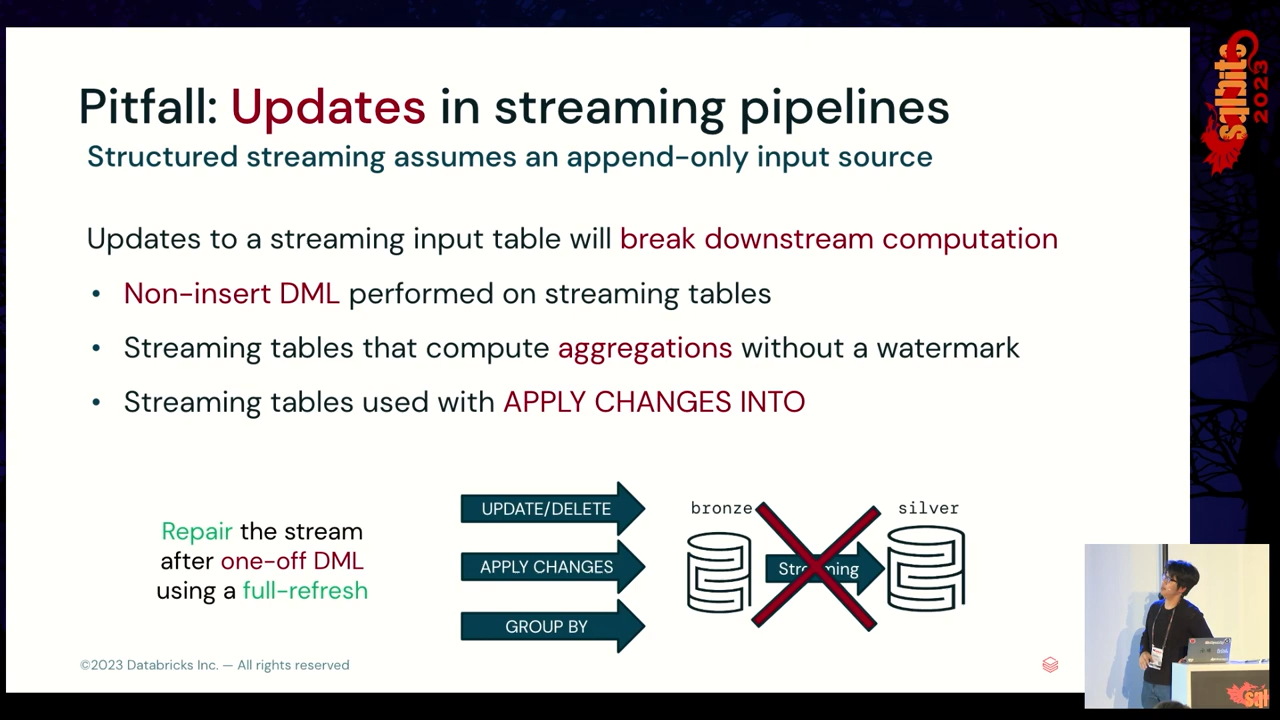 Pitfall: Updates in streaming pipelines
Structured streaming assumes an append-only input source
Updates to a streaming input table will break downstream computation
• Non-insert DML performed on streaming tables
• Streaming tables that compute aggregations without a watermark
• Streaming tables used with APPLY CHANGES INTO
Repair the stream
after one-off DML
using a full-refresh
UPDATE/DELETE
APPLY CHANGES
GROUP BY
bronze
Streaming
silver
©2023 Databricks Inc. — All rights reserved
sqlbits
2023
sql